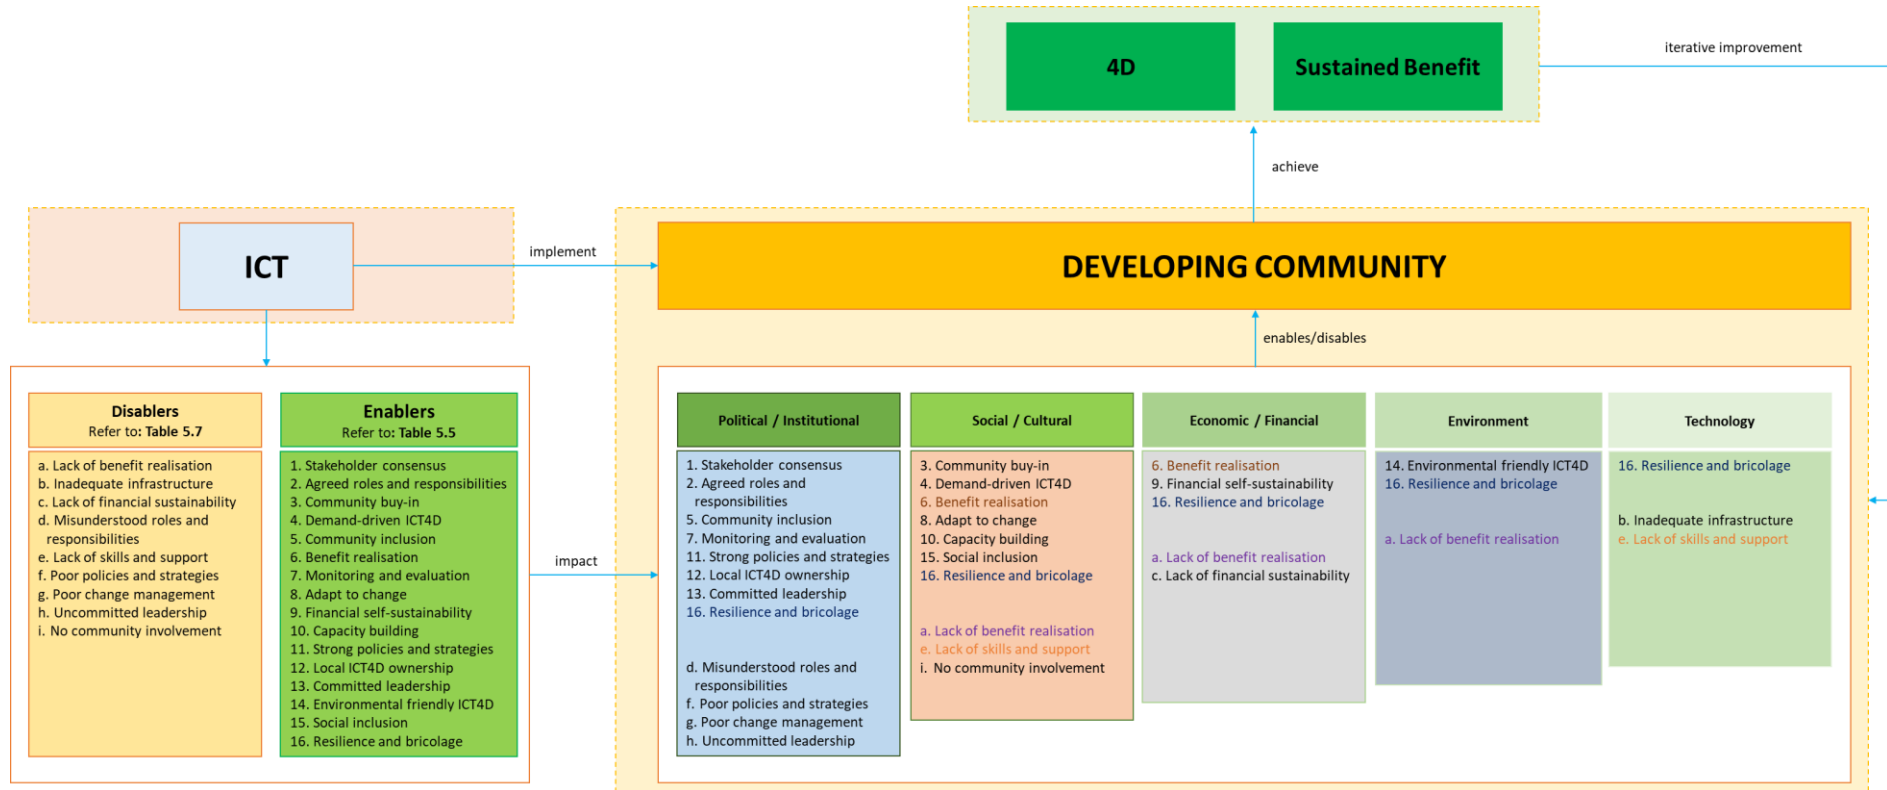 4D
Sustained Benefit
iterative improvement
achieve
ICT
implement
DEVELOPING COMMUNITY
enables/disables
Disablers
Refer to: Table 5.7
a. Lack of benefit realisation
b. Inadequate infrastructure
c. Lack of financial sustainability
d. Misunderstood roles and
responsibilities
e. Lack of skills and support
f. Poor policies and strategies
g. Poor change management
h. Uncommitted leadership
i. No community involvement
Enablers
Refer to: Table 5.5
1. Stakeholder consensus
2. Agreed roles and responsibilities
3. Community buy-in
4. Demand-driven ICT4D
5. Community inclusion
6. Benefit realisation
7. Monitoring and evaluation
8. Adapt to change
9. Financial self-sustainability
10. Capacity building
11. Strong policies and strategies
12. Local ICT4D ownership
13. Committed leadership
14. Environmental friendly ICT4D
15. Social inclusion
16. Resilience and bricolage
impact
Political / Institutional
1. Stakeholder consensus
2. Agreed roles and
responsibilities
5. Community inclusion
7. Monitoring and evaluation
11. Strong policies and strategies
12. Local ICT4D ownership
13. Committed leadership
16. Resilience and bricolage
d. Misunderstood roles and
responsibilities
f. Poor policies and strategies
g. Poor change management
h. Uncommitted leadership
Social / Cultural
3. Community buy-in
4. Demand-driven ICT4D
6. Benefit realisation
8. Adapt to change
10. Capacity building
15. Social inclusion
16. Resilience and bricolage
a. Lack of benefit realisation
e. Lack of skills and support
i. No community involvement
Economic / Financial
6. Benefit realisation
9. Financial self-sustainability
16. Resilience and bricolage
a. Lack of benefit realisation
c. Lack of financial sustainability
Environment
14. Environmental friendly ICT4D
16. Resilience and bricolage
a. Lack of benefit realisation
Technology
16. Resilience and bricolage
b. Inadequate infrastructure
e. Lack of skills and support